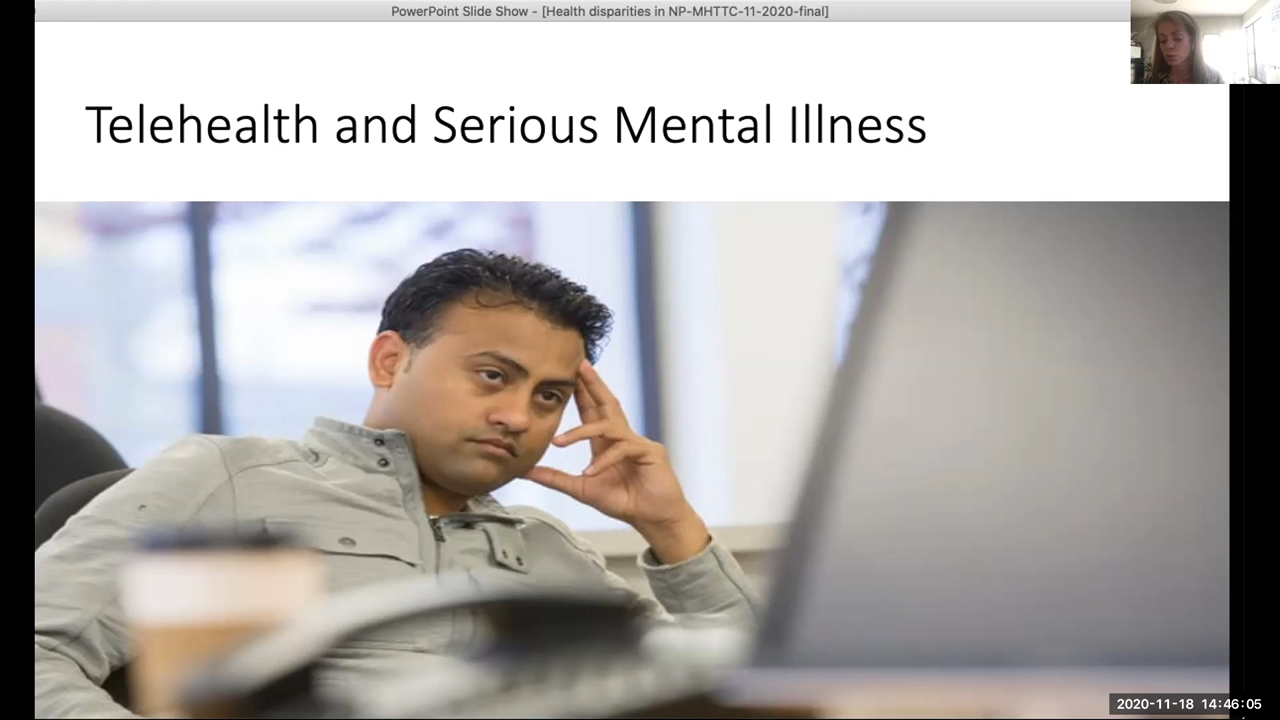 PowerPoint Slide Show - [Health disparities in NP-MHTTC-11-2020-final]
Telehealth and Serious Mental Illness
2020-11-18 14:46:05